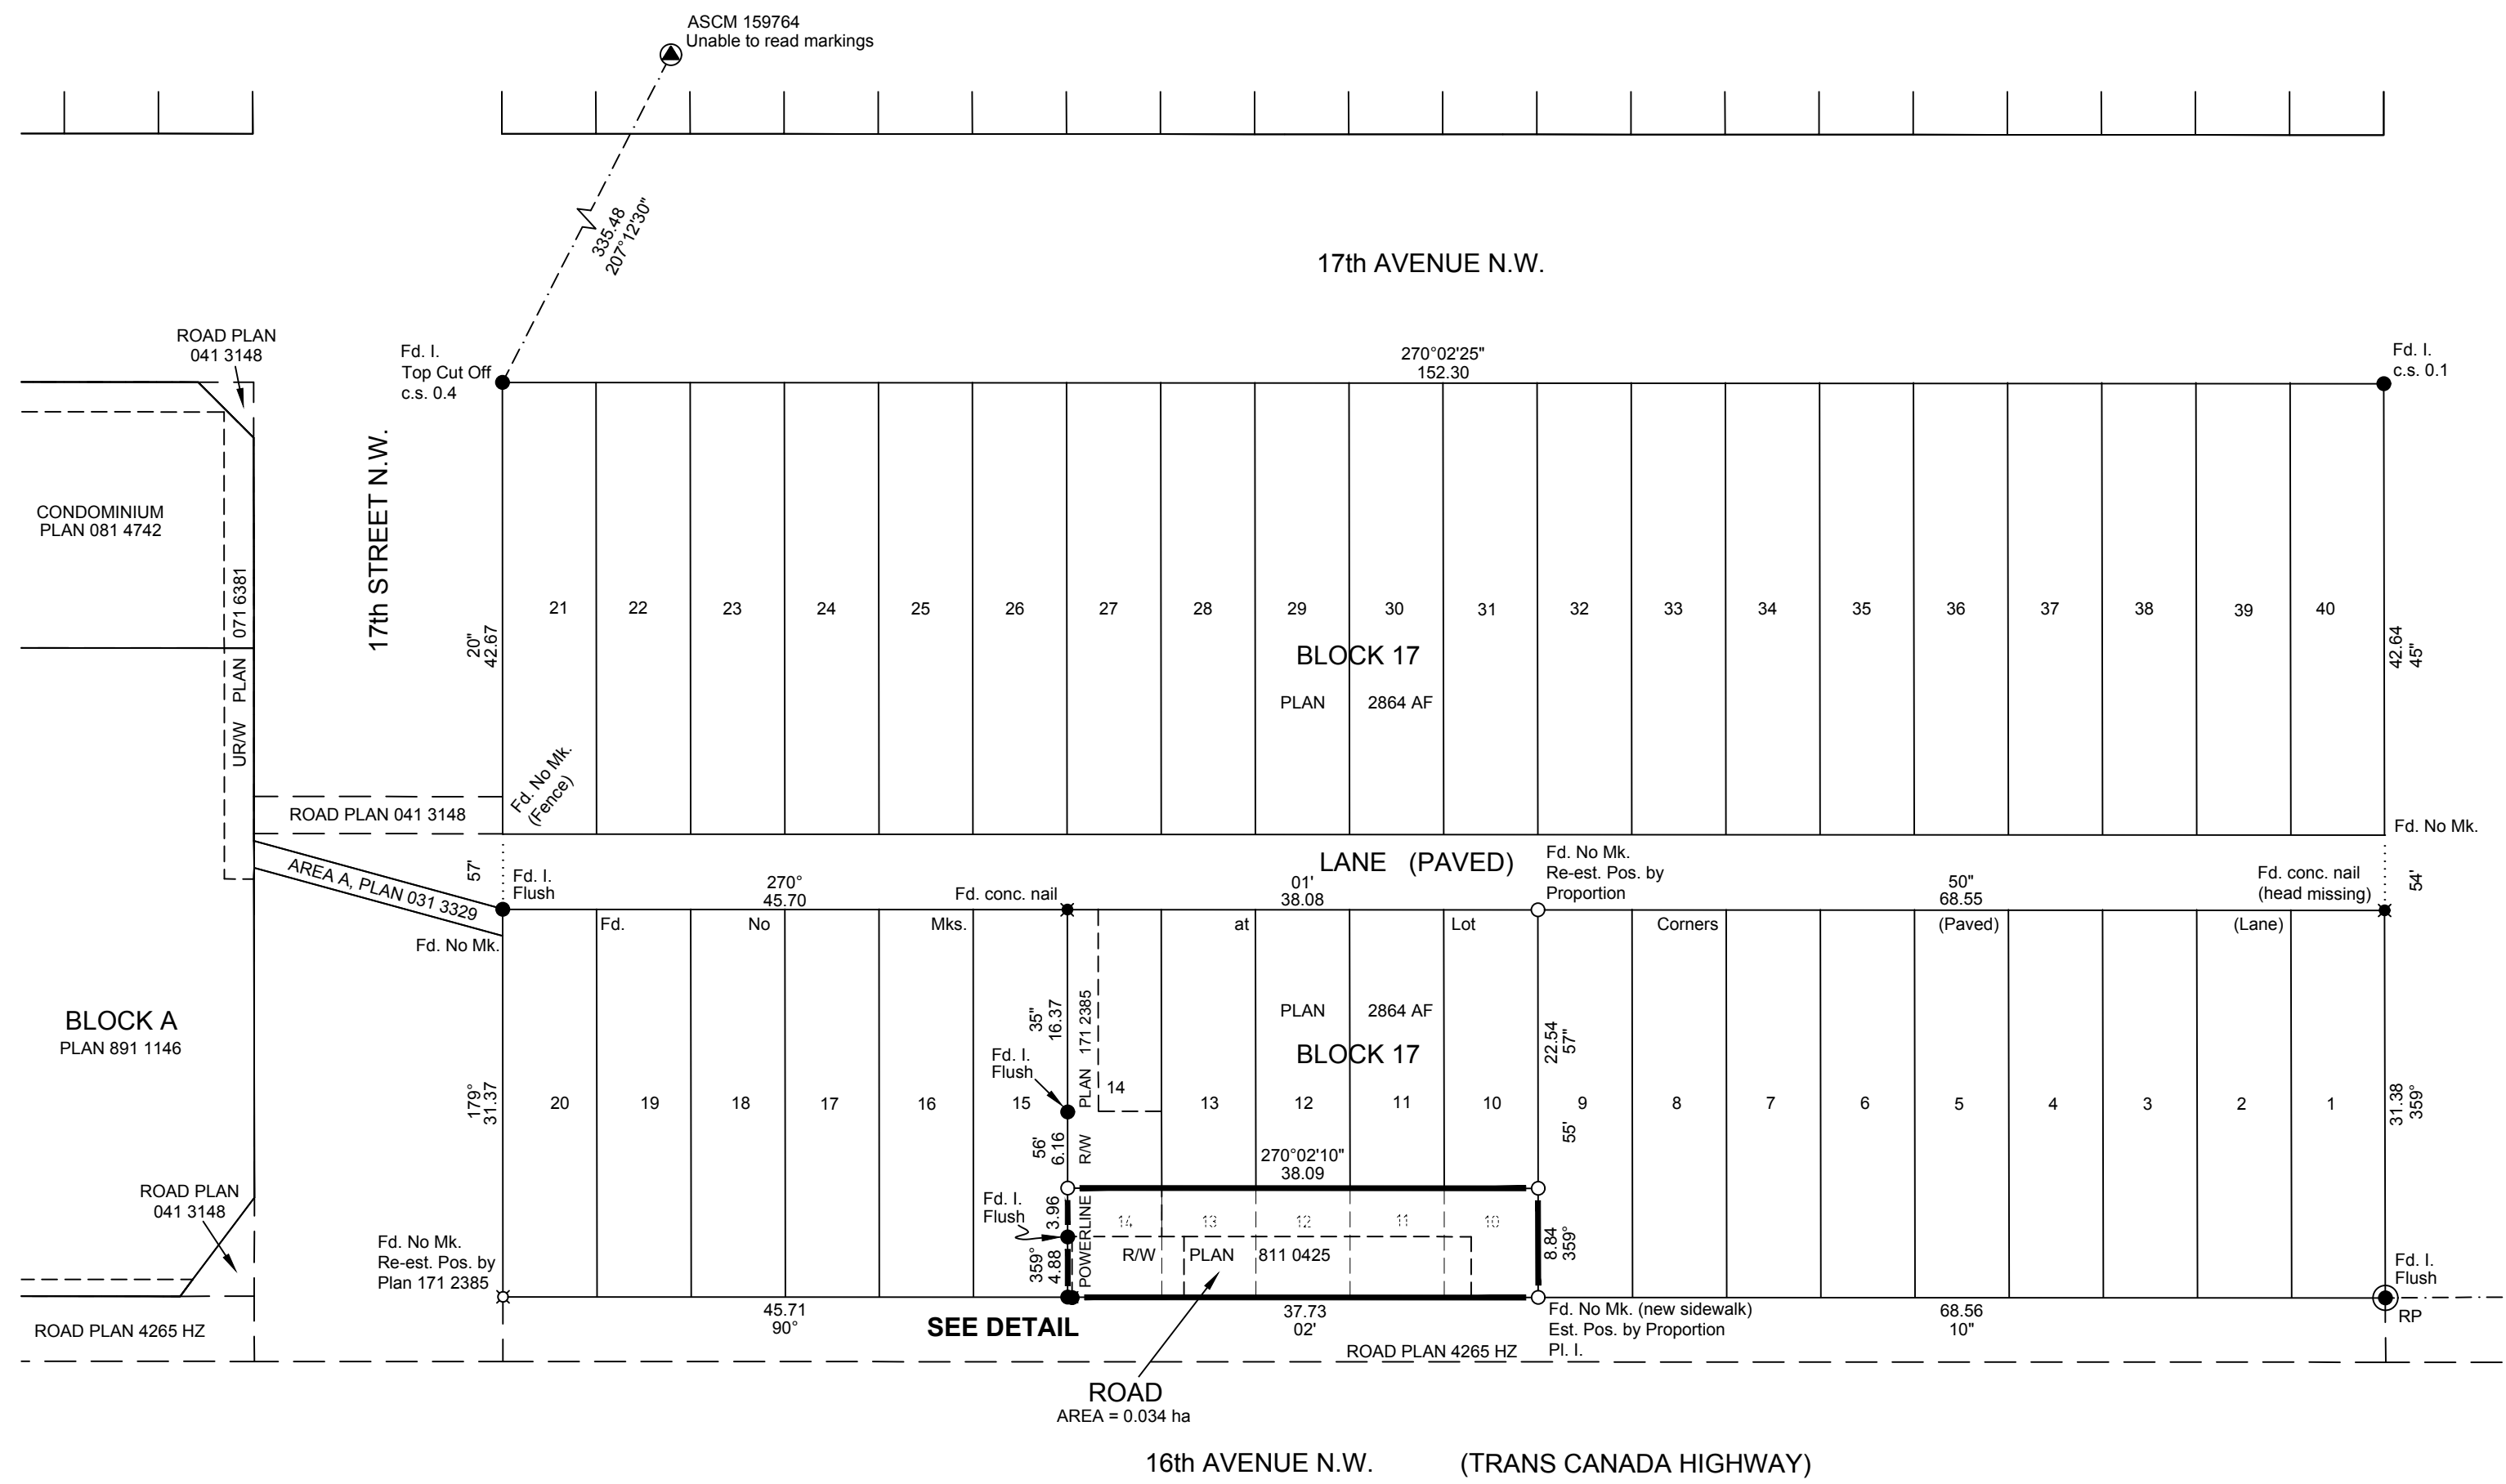 ASCM 159764
Unable to read markings
335.48
207°12'30"
17th AVENUE N.W.
ROAD PLAN
041 3148
Fd. I.
Top Cut Off
c.s. 0.4
270°02'25"
152.30
Fd. I.
c.s. 0.1
17th STREET N.W.
CONDOMINIUM
PLAN 081 4742
UR/W PLAN 071 6381
20"
42.67
21 22 23 24 25 26 27 28 29 30 31 32 33 34 35 36 37 38 39 40
42.64
45"
BLOCK 17
PLAN 2864 AF
Fd. No Mk.
(Fence)
ROAD PLAN 041 3148
Fd. No Mk.
LANE (PAVED)
AREA A, PLAN 031 3329
57'
Fd. I.
Flush
270°
45.70
Fd. conc. nail
01'
38.08
Fd. No Mk.
Re-est. Pos. by
Proportion
50"
68.55
Fd. conc. nail
(head missing)
54'
Fd. No Mks. at Lot Corners (Paved) (Lane)
Fd. No Mk.
BLOCK A
PLAN 891 1146
35"
16.37
R/W PLAN 171 2385
PLAN 2864 AF
BLOCK 17
22.54
57"
Fd. I.
Flush
14
179°
31.37
20 19 18 17 16 15 13 12 11 10 9 8 7 6 5 4 3 2 1
31.38
359°
56'
6.16
55'
270°02'10"
38.09
ROAD PLAN
041 3148
Fd. I.
Flush
3.96
POWERLINE
14 13 12 11 10
359°
4.88
R/W PLAN 811 0425
8.84
359°
Fd. No Mk.
Re-est. Pos. by
Plan 171 2385
Fd. I.
Flush
RP
45.71
90°
SEE DETAIL
37.73
02'
Fd. No Mk. (new sidewalk)
Est. Pos. by Proportion
Pl. I.
68.56
10"
ROAD PLAN 4265 HZ
ROAD PLAN 4265 HZ
ROAD
AREA = 0.034 ha
16th AVENUE N.W. (TRANS CANADA HIGHWAY)